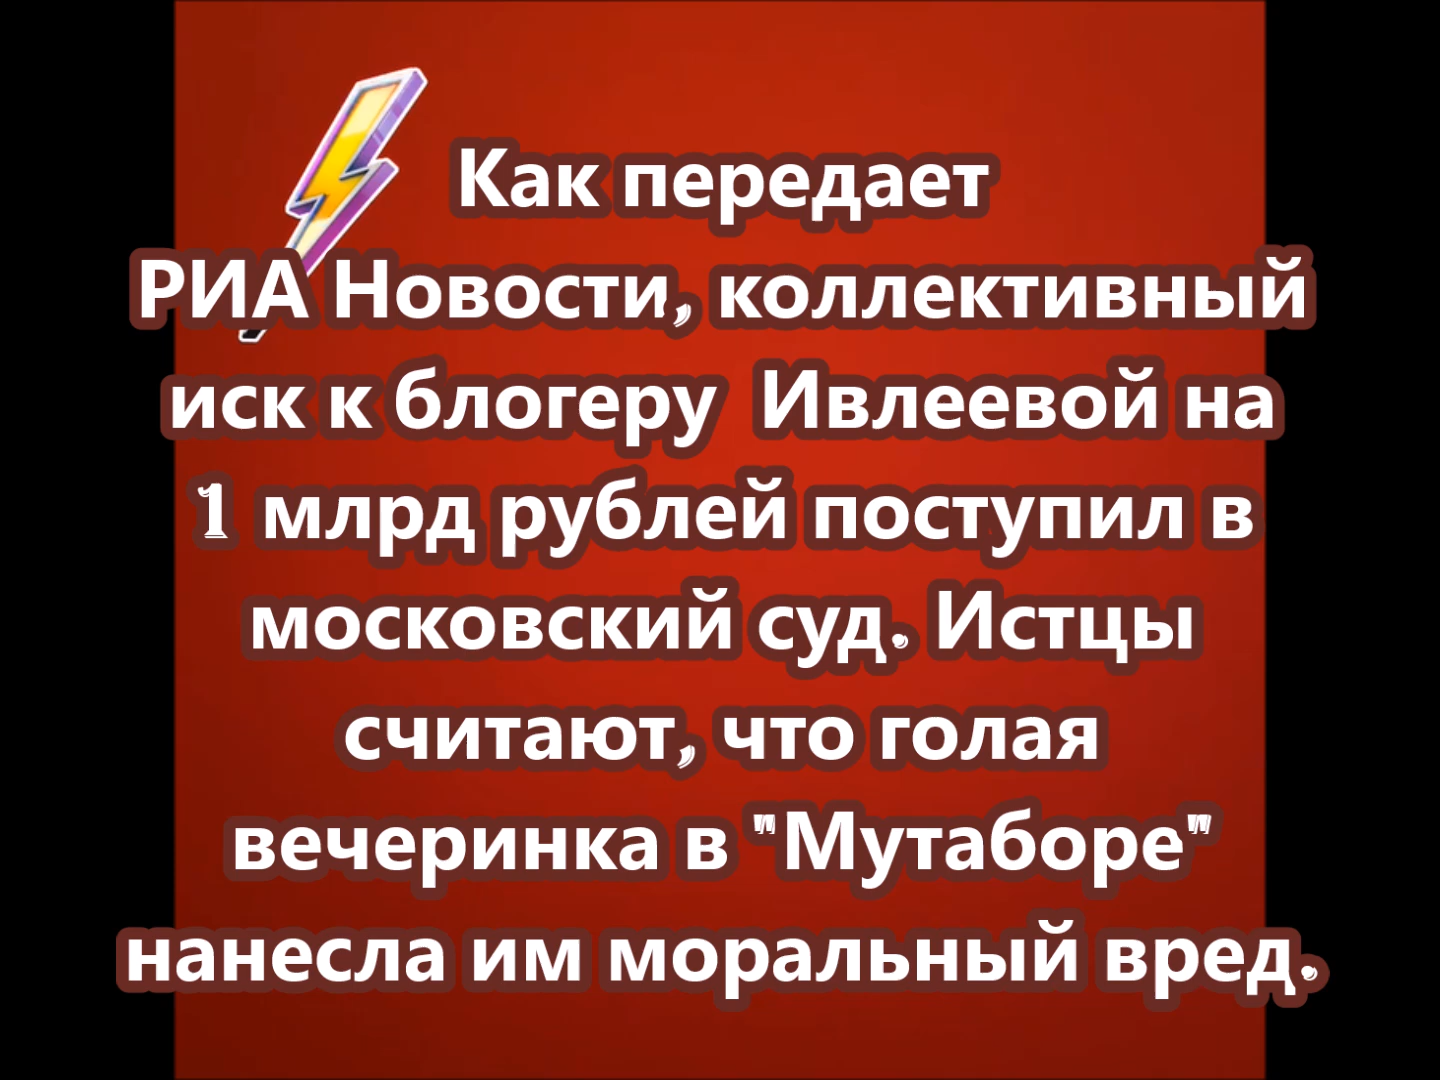 Как передает
РИА Новости, коллективный
иск к блогеру Ивлеевой на
1 млрд рублей поступил в
московский суд. Истцы
считают, что голая
вечеринка в "Мутаборе"
нанесла им моральный вред.